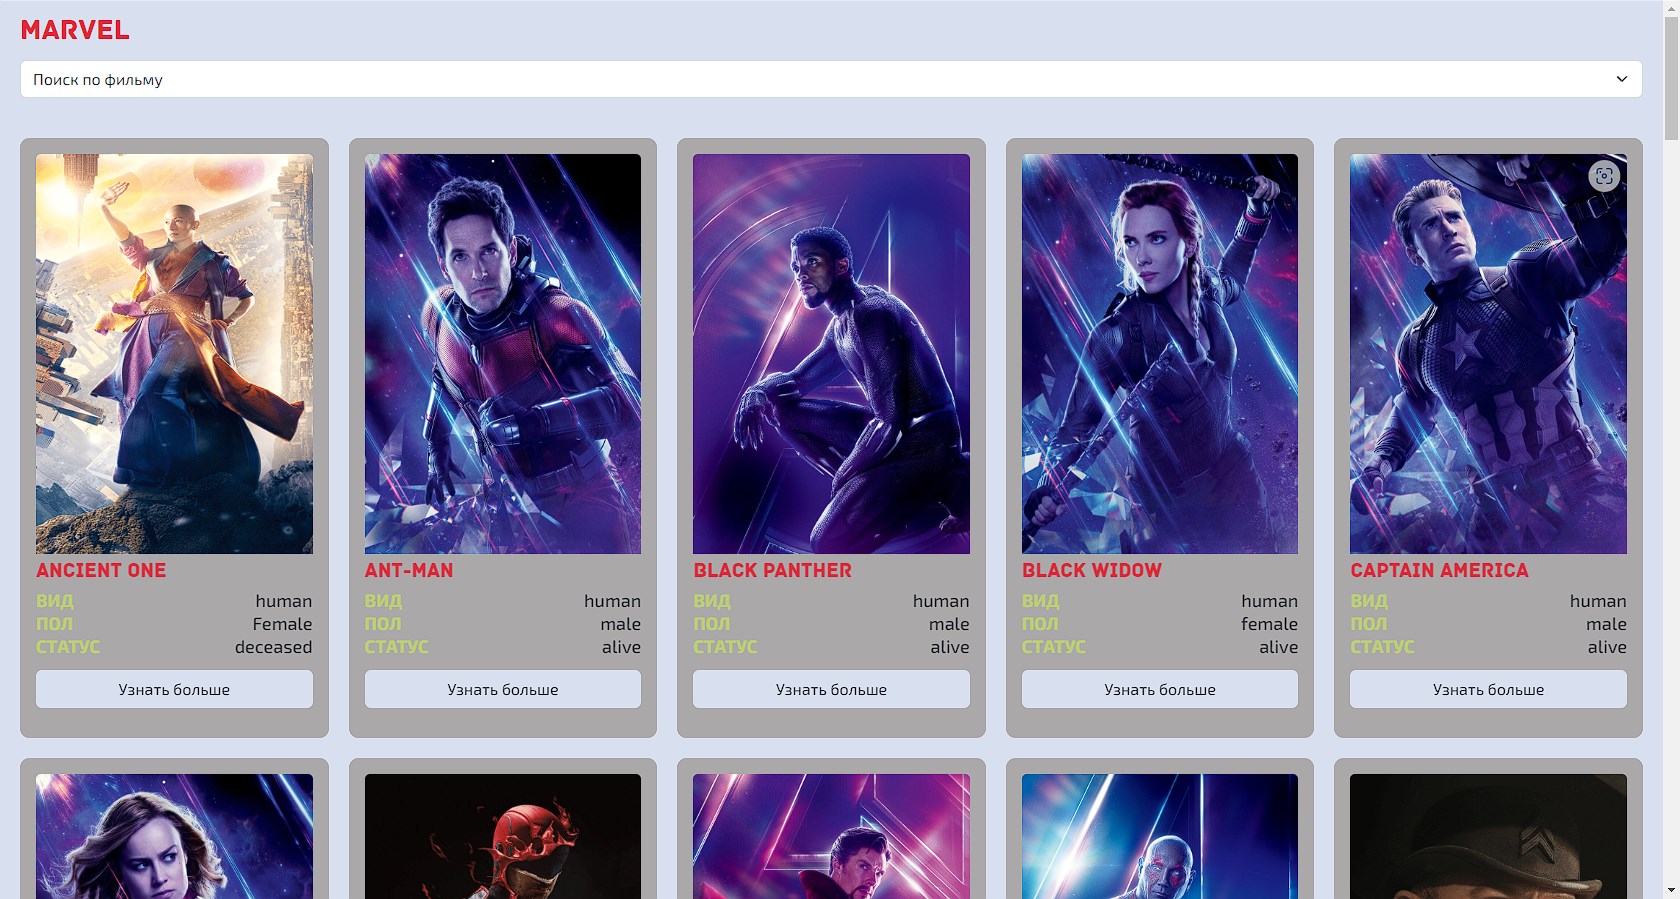 MARVEL
Поиск по фильму
ANCIENT ONE
ВИД human
ПОЛ Female
СТАТУС deceased
Узнать больше
ANT-MAN
ВИД human
ПОЛ male
СТАТУС alive
Узнать больше
BLACK PANTHER
ВИД human
ПОЛ male
СТАТУС alive
Узнать больше
BLACK WIDOW
ВИД human
ПОЛ female
СТАТУС alive
Узнать больше
CAPTAIN AMERICA
ВИД human
ПОЛ male
СТАТУС alive
Узнать больше